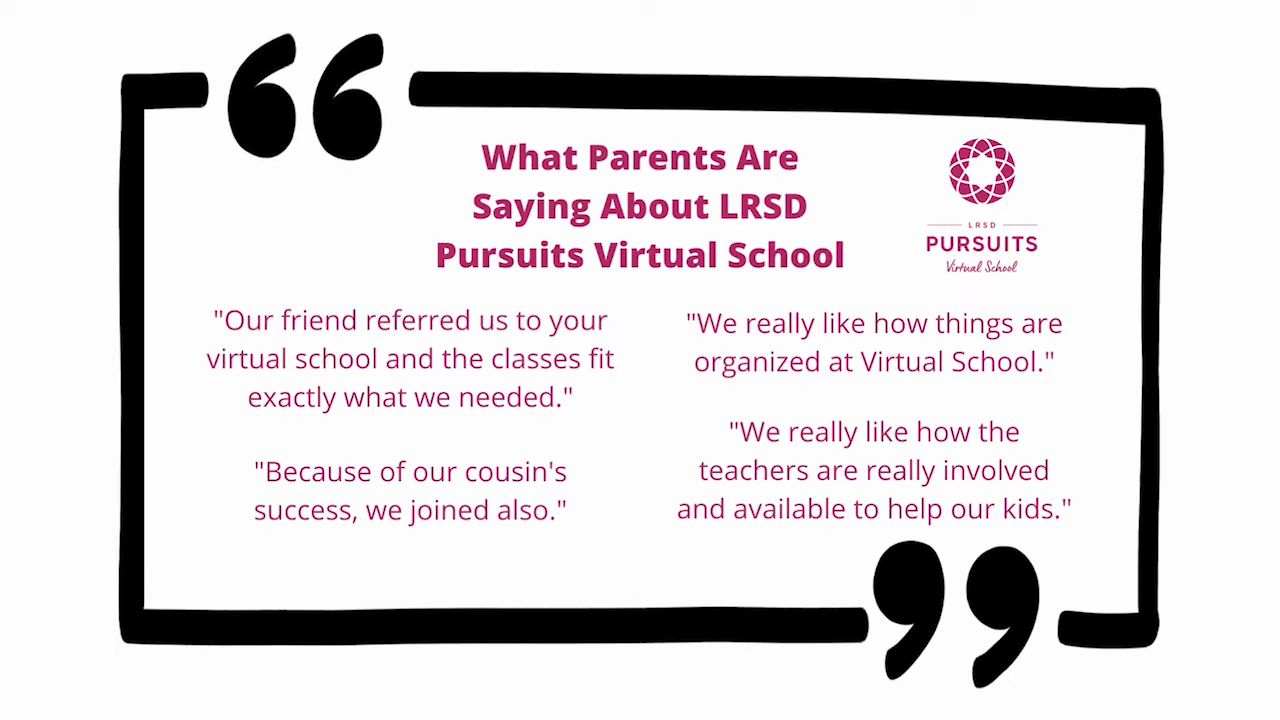 What Parents Are
Saying About LRSD
Pursuits Virtual School
LRSD
PURSUITS
Virtual School
"Our friend referred us to your
virtual school and the classes fit
exactly what we needed."
"Because of our cousin's
success, we joined also."
"We really like how things are
organized at Virtual School."
"We really like how the
teachers are really involved
and available to help our kids."